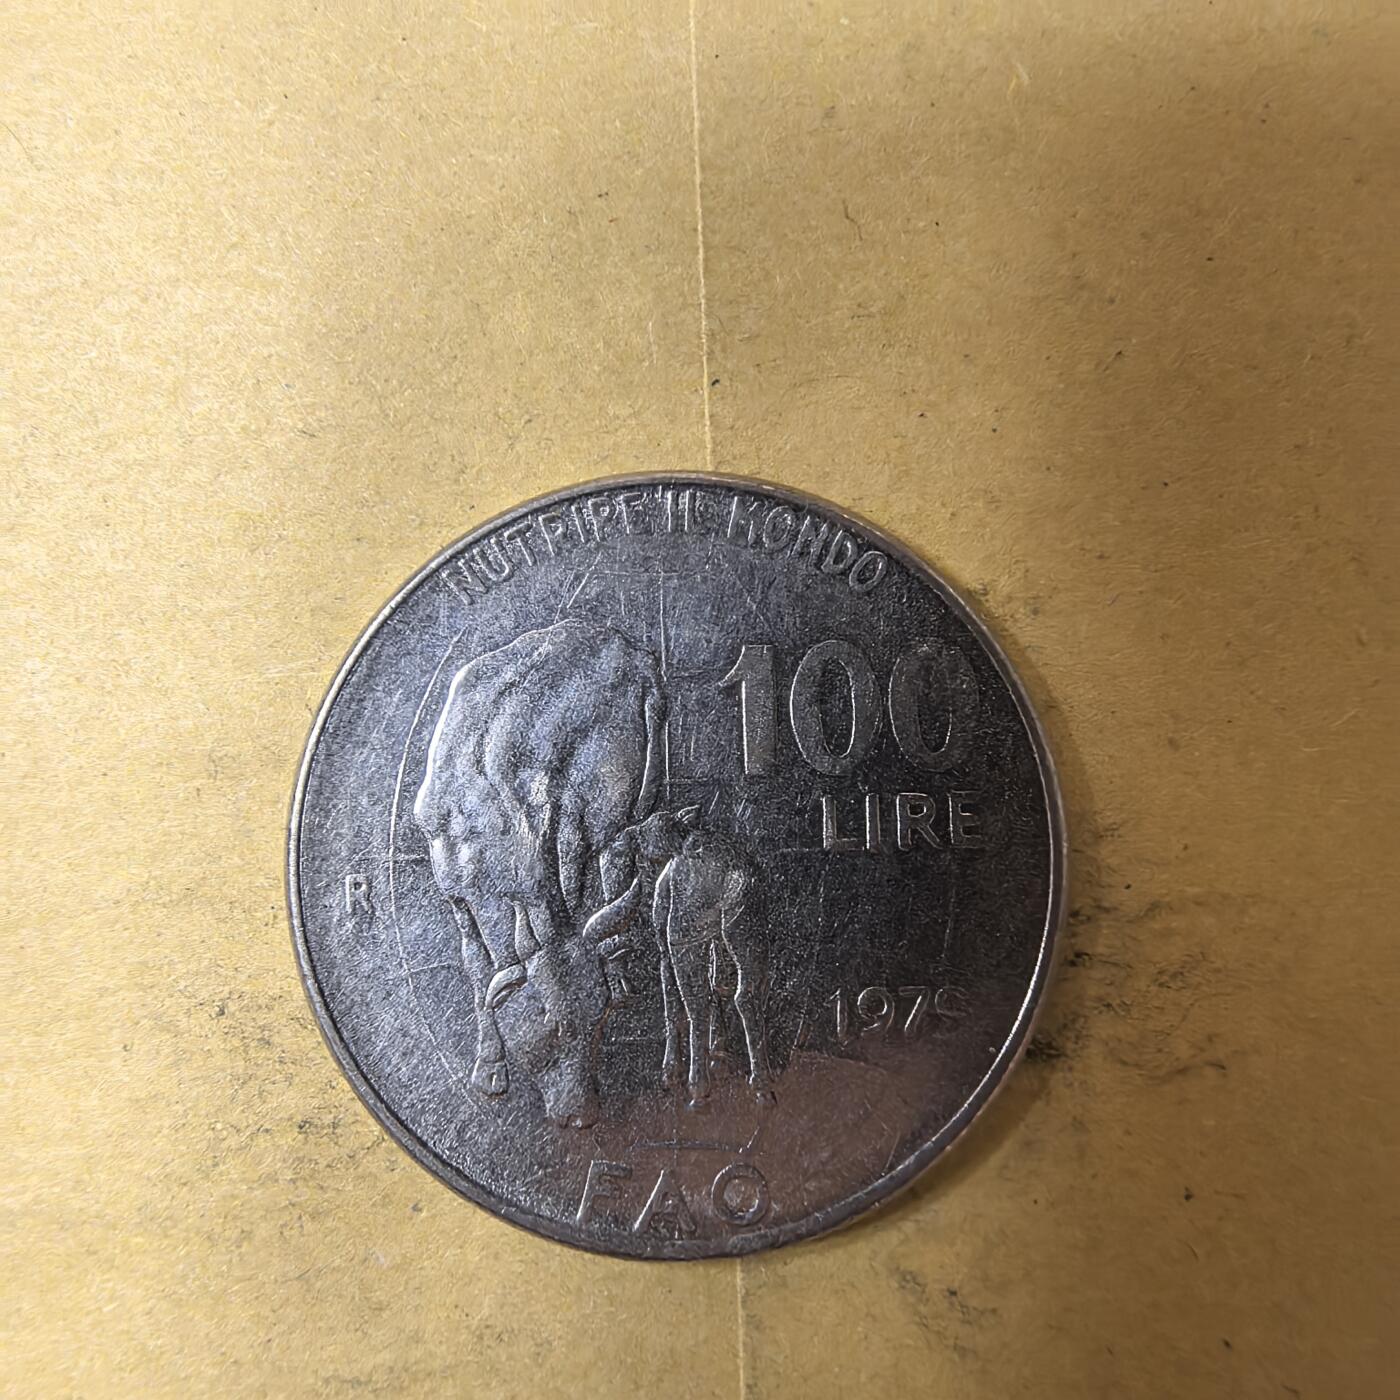 NUTRIRE IL MONDO
100
LIRE
R
1979
FAO